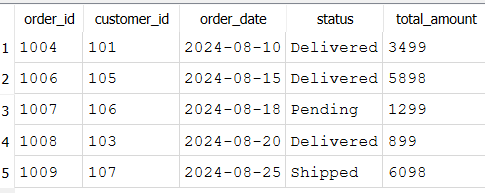 order_id customer_id order_date status total_amount
1 1004 101 2024-08-10 Delivered 3499
2 1006 105 2024-08-15 Delivered 5898
3 1007 106 2024-08-18 Pending 1299
4 1008 103 2024-08-20 Delivered 899
5 1009 107 2024-08-25 Shipped 6098